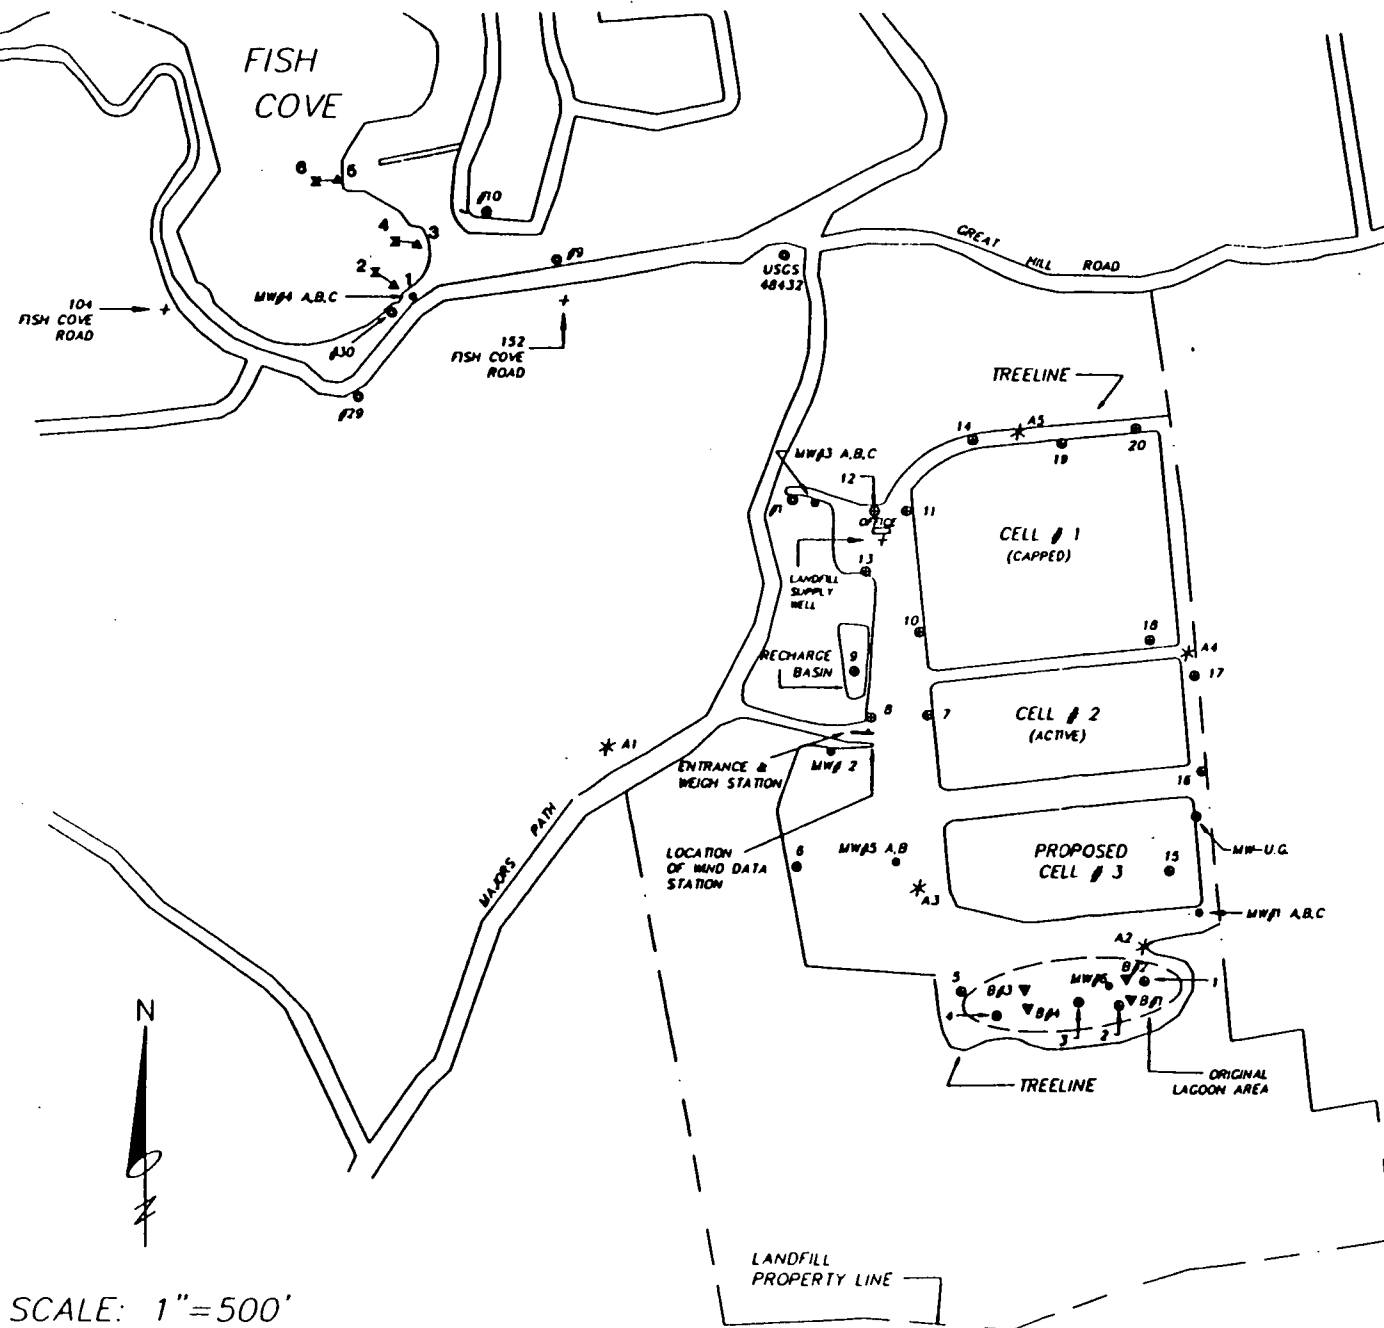 FISH
COVE
6
5
#10
4
3
2
1
#9
MW#4 A,B,C
104
FISH COVE
ROAD
#30
152
FISH COVE
ROAD
#29
USGS
48432
GREAT
HILL ROAD
TREELINE
14
A5
19
20
MW#3 A,B,C
12
#1
OFFICE
11
CELL # 1
(CAPPED)
13
LANDFILL
SUPPLY
WELL
10
18
A4
17
RECHARGE
BASIN
9
8
7
CELL # 2
(ACTIVE)
A1
ENTRANCE &
WEIGH STATION
MW# 2
16
MAJORS PATH
LOCATION
OF WIND DATA
STATION
6
MW#5 A,B
A3
PROPOSED
CELL # 3
15
MW-U.G.
MW#1 A,B,C
A2
5
B#3
MW#6
B#2
1
4
B#4
B#1
3
2
TREELINE
ORIGINAL
LAGOON AREA
N
LANDFILL
PROPERTY LINE
SCALE: 1"=500'